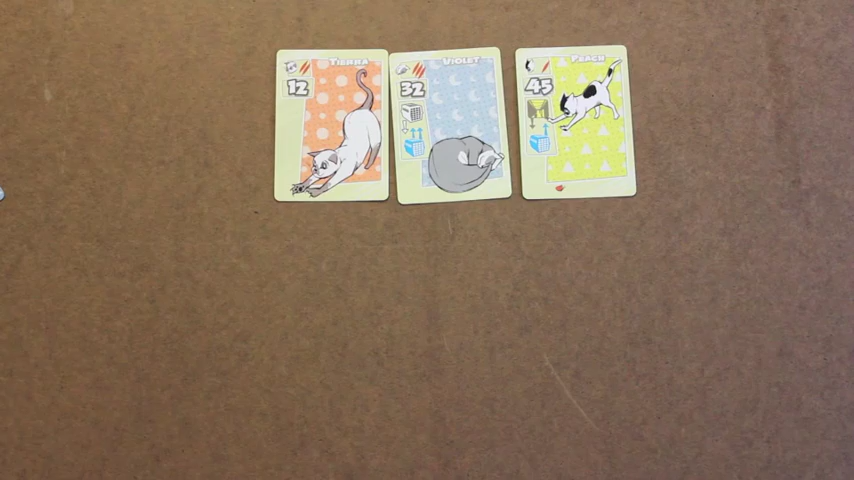 TIERRA
12
VIOLET
32
PEACH
45